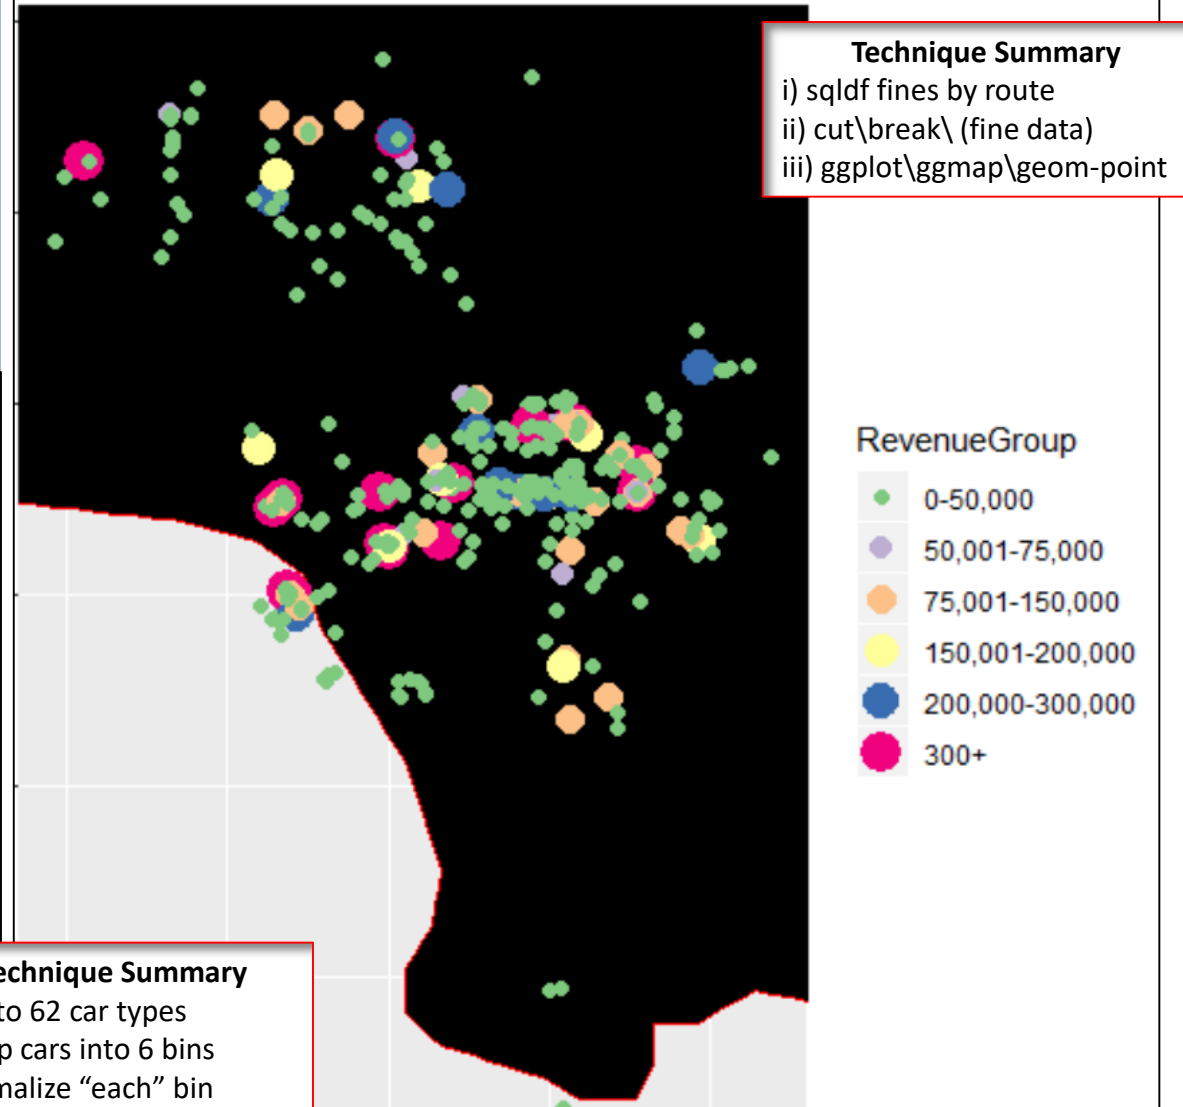 Technique Summary
i) sqldf fines by route
ii) cut\break\ (fine data)
iii) ggplot\ggmap\geom-point
RevenueGroup
0-50,000
50,001-75,000
75,001-150,000
150,001-200,000
200,000-300,000
300+
echnique Summary
to 62 car types
p cars into 6 bins
malize “each” bin